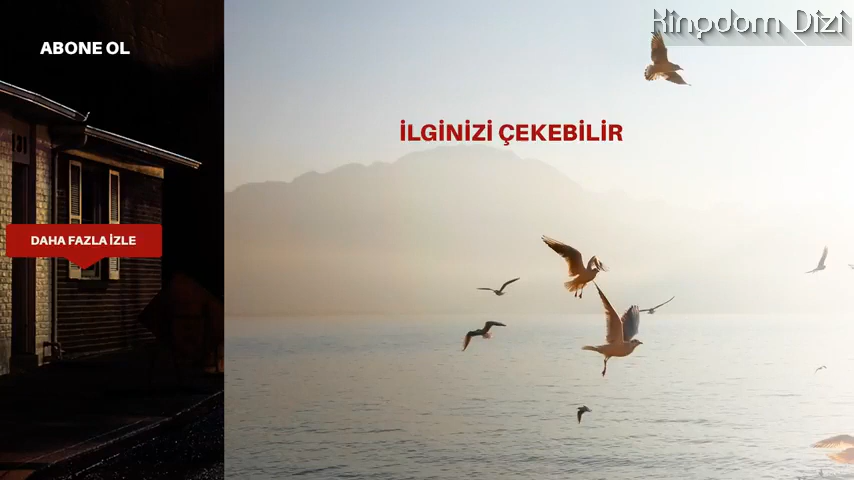 Kingdom Dizi
ABONE OL
İLGİNİZİ ÇEKEBİLİR
DAHA FAZLA İZLE